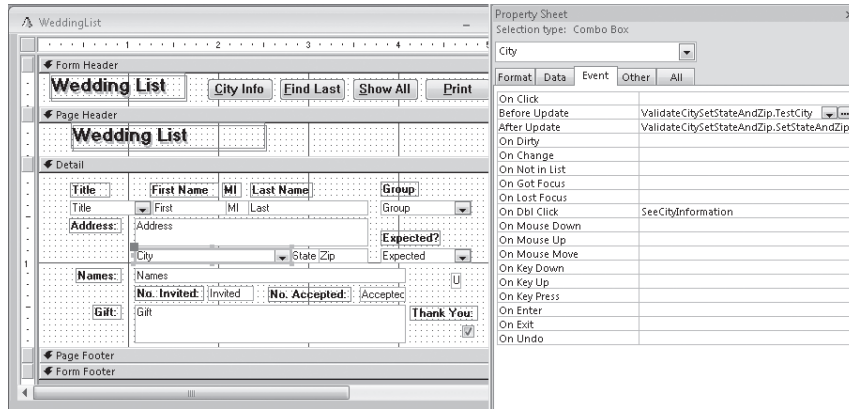 WeddingList
1 2 3 4
Form Header
Wedding List City Info Find Last Show All Print
Page Header
Wedding List
Detail
Title First Name MI Last Name Group
Title First MI Last Group
Address: Address
Expected?
City State Zip Expected
1
Names: Names
U
No. Invited: Invited No. Accepted: Accepted
Gift: Gift Thank You:
Page Footer
Form Footer
Property Sheet
Selection type: Combo Box
City
Format Data Event Other All
On Click
Before Update ValidateCitySetStateAndZip.TestCity
After Update ValidateCitySetStateAndZip.SetStateAndZip
On Dirty
On Change
On Not in List
On Got Focus
On Lost Focus
On Dbl Click SeeCityInformation
On Mouse Down
On Mouse Up
On Mouse Move
On Key Down
On Key Up
On Key Press
On Enter
On Exit
On Undo